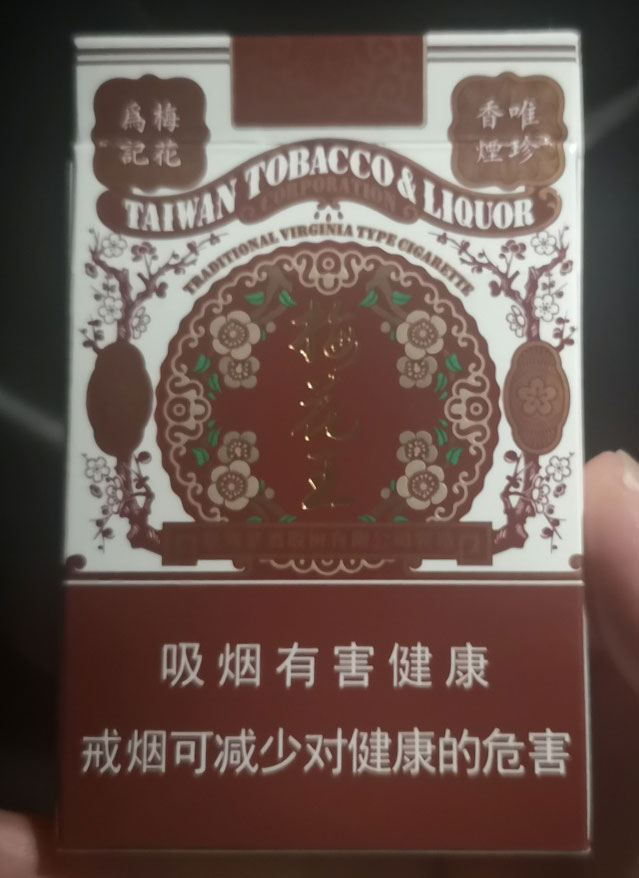 梅花
爲記
唯珍
香煙
TAIWAN TOBACCO & LIQUOR
CORPORATION
TRADITIONAL VIRGINIA TYPE CIGARETTE
梅花王
吸烟有害健康
戒烟可减少对健康的危害